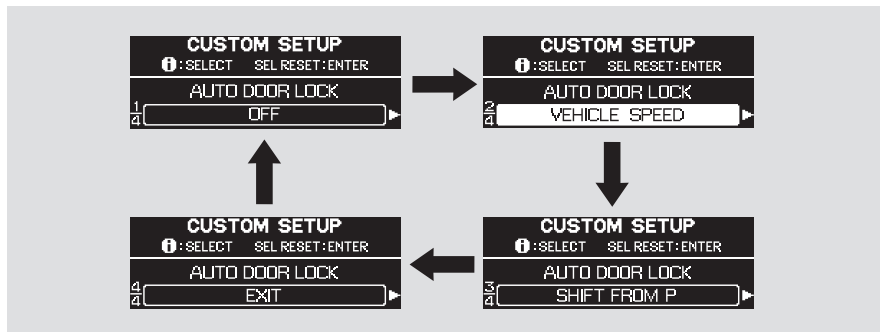 CUSTOM SETUP
i:SELECT SEL RESET:ENTER
AUTO DOOR LOCK
1/4 OFF
CUSTOM SETUP
i:SELECT SEL RESET:ENTER
AUTO DOOR LOCK
2/4 VEHICLE SPEED
CUSTOM SETUP
i:SELECT SEL RESET:ENTER
AUTO DOOR LOCK
4/4 EXIT
CUSTOM SETUP
i:SELECT SEL RESET:ENTER
AUTO DOOR LOCK
3/4 SHIFT FROM P